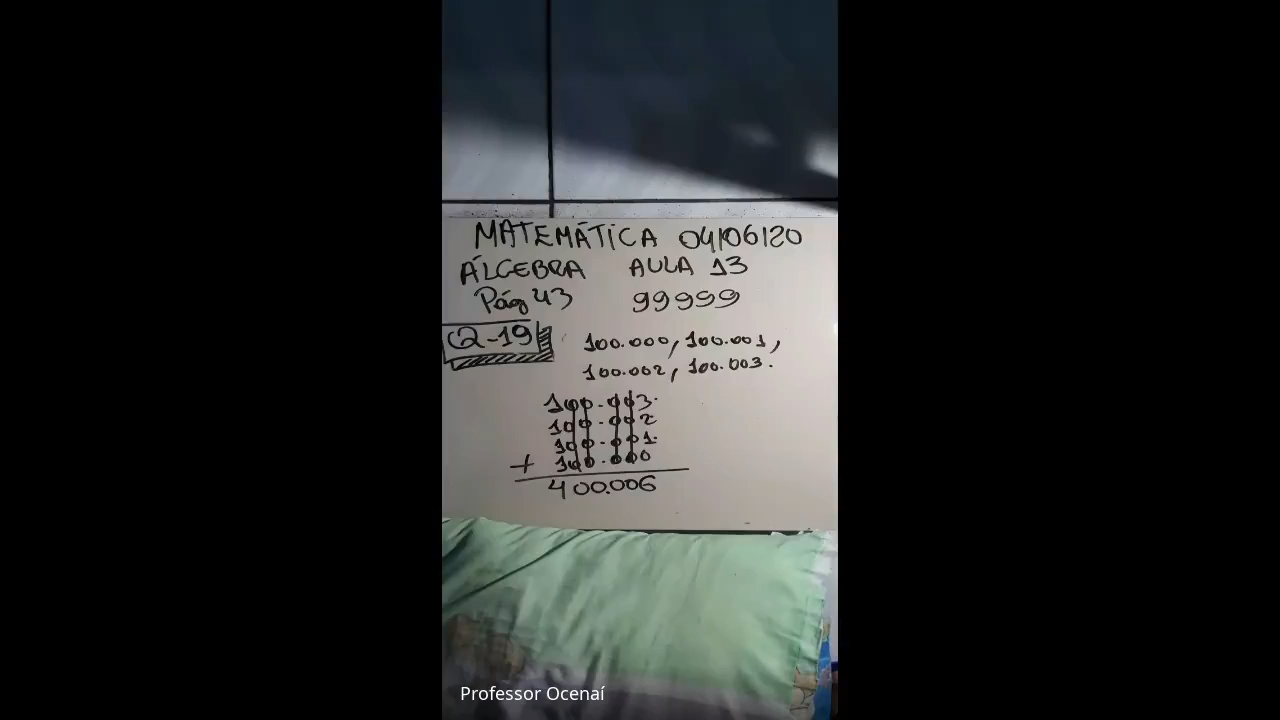 MATEMÁTICA 04/06/20
ÁLGEBRA AULA 13
Pág 43 99999
Q-19 100.000, 100.001,
100.002, 100.003.
100.003
100.002
100.001
+ 100.000
400.006
Professor Ocenaí